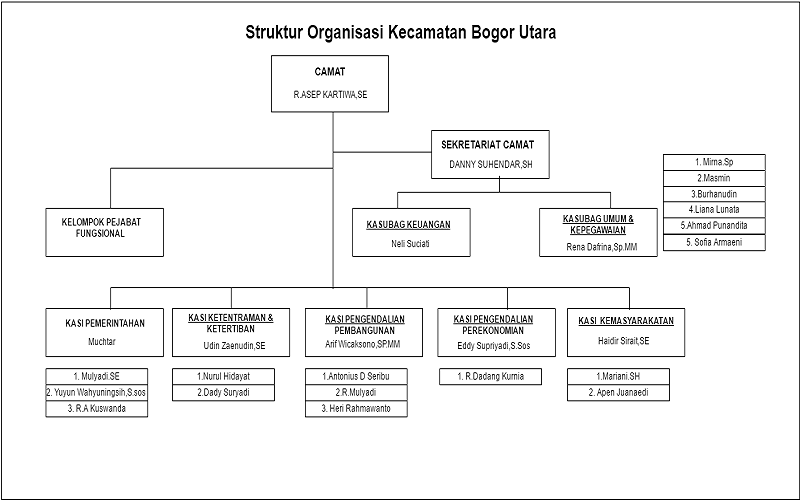 Struktur Organisasi Kecamatan Bogor Utara
CAMAT
R.ASEP KARTIWA,SE
SEKRETARIAT CAMAT
DANNY SUHENDAR,SH
1. Mirna.Sp
2.Masmin
3.Burhanudin
4.Liana Lunata
5.Ahmad Punandita
5. Sofia Armaeni
KELOMPOK PEJABAT
FUNGSIONAL
KASUBAG KEUANGAN
Neli Suciati
KASUBAG UMUM &
KEPEGAWAIAN
Rena Dafrina,Sp.MM
KASI PEMERINTAHAN
Muchtar
KASI KETENTRAMAN &
KETERTIBAN
Udin Zaenudin,SE
KASI PENGENDALIAN
PEMBANGUNAN
Arif Wicaksono,SP.MM
KASI PENGENDALIAN
PEREKONOMIAN
Eddy Supriyadi,S.Sos
KASI KEMASYARAKATAN
Haidir Sirait,SE
1. Mulyadi.SE
2. Yuyun Wahyuningsih,S.sos
3. R.A Kuswanda
1.Nurul Hidayat
2.Dady Suryadi
1.Antonius D Seribu
2.R.Mulyadi
3. Heri Rahmawanto
1. R.Dadang Kurnia
1.Mariani.SH
2. Apen Juanaedi